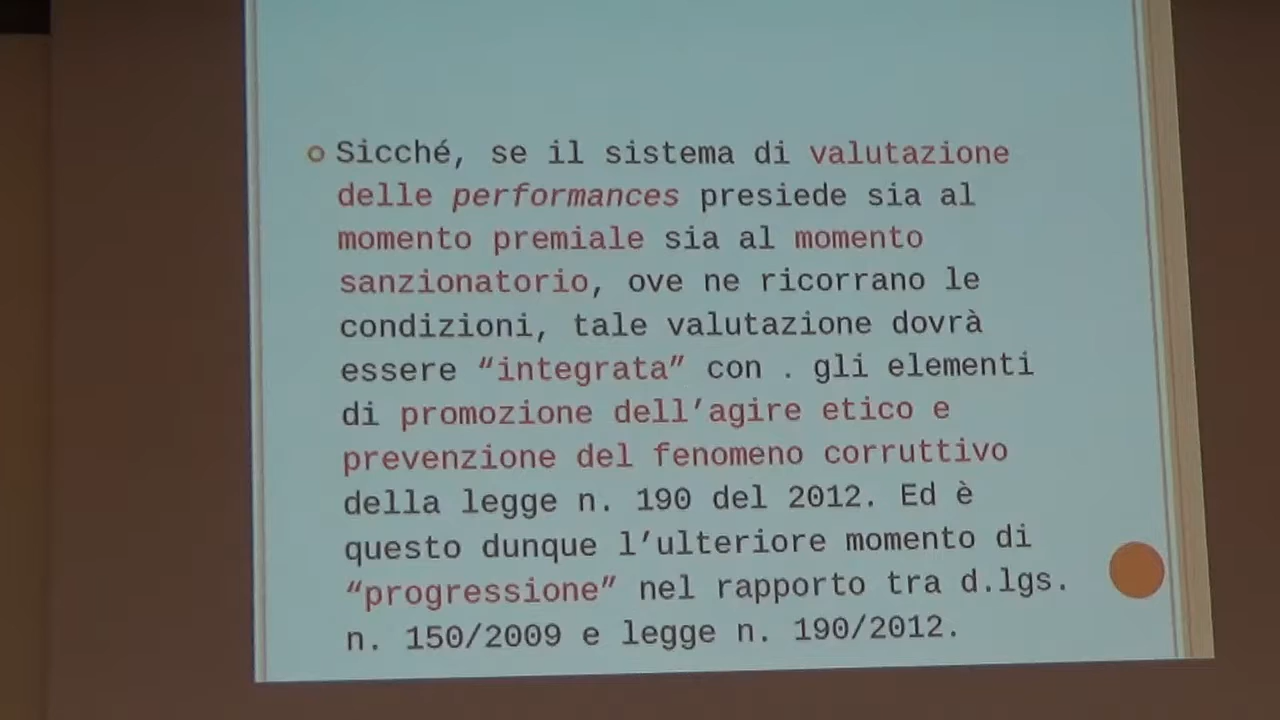 Sicché, se il sistema di valutazione
delle performances presiede sia al
momento premiale sia al momento
sanzionatorio, ove ne ricorrano le
condizioni, tale valutazione dovrà
essere “integrata” con . gli elementi
di promozione dell’agire etico e
prevenzione del fenomeno corruttivo
della legge n. 190 del 2012. Ed è
questo dunque l’ulteriore momento di
“progressione” nel rapporto tra d.lgs.
n. 150/2009 e legge n. 190/2012.